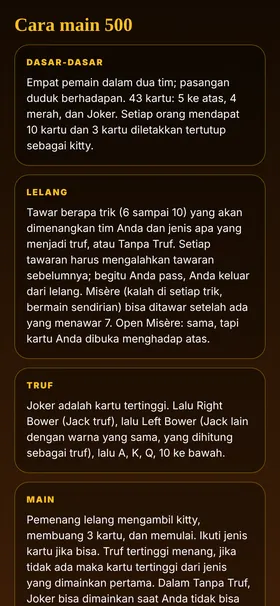 Cara main 500
DASAR-DASAR
Empat pemain dalam dua tim; pasangan
duduk berhadapan. 43 kartu: 5 ke atas, 4
merah, dan Joker. Setiap orang mendapat
10 kartu dan 3 kartu diletakkan tertutup
sebagai kitty.
LELANG
Tawar berapa trik (6 sampai 10) yang akan
dimenangkan tim Anda dan jenis apa yang
menjadi truf, atau Tanpa Truf. Setiap
tawaran harus mengalahkan tawaran
sebelumnya; begitu Anda pass, Anda keluar
dari lelang. Misère (kalah di setiap trik,
bermain sendirian) bisa ditawar setelah ada
yang menawar 7. Open Misère: sama, tapi
kartu Anda dibuka menghadap atas.
TRUF
Joker adalah kartu tertinggi. Lalu Right
Bower (Jack truf), lalu Left Bower (Jack lain
dengan warna yang sama, yang dihitung
sebagai truf), lalu A, K, Q, 10 ke bawah.
MAIN
Pemenang lelang mengambil kitty,
membuang 3 kartu, dan memulai. Ikuti jenis
kartu jika bisa. Truf tertinggi menang, jika
tidak ada maka kartu tertinggi dari jenis
yang dimainkan pertama. Dalam Tanpa Truf,
Joker bisa dimainkan saat Anda tidak bisa